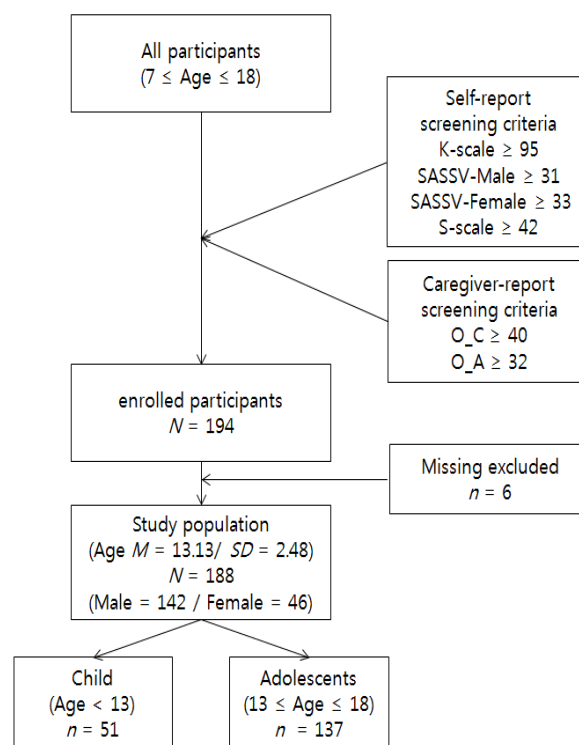 All participants
(7 ≤ Age ≤ 18)
Self-report
screening criteria
K-scale ≥ 95
SASSV-Male ≥ 31
SASSV-Female ≥ 33
S-scale ≥ 42
Caregiver-report
screening criteria
O_C ≥ 40
O_A ≥ 32
enrolled participants
N = 194
Missing excluded
n = 6
Study population
(Age M = 13.13/ SD = 2.48)
N = 188
(Male = 142 / Female = 46)
Child
(Age < 13)
n = 51
Adolescents
(13 ≤ Age ≤ 18)
n = 137